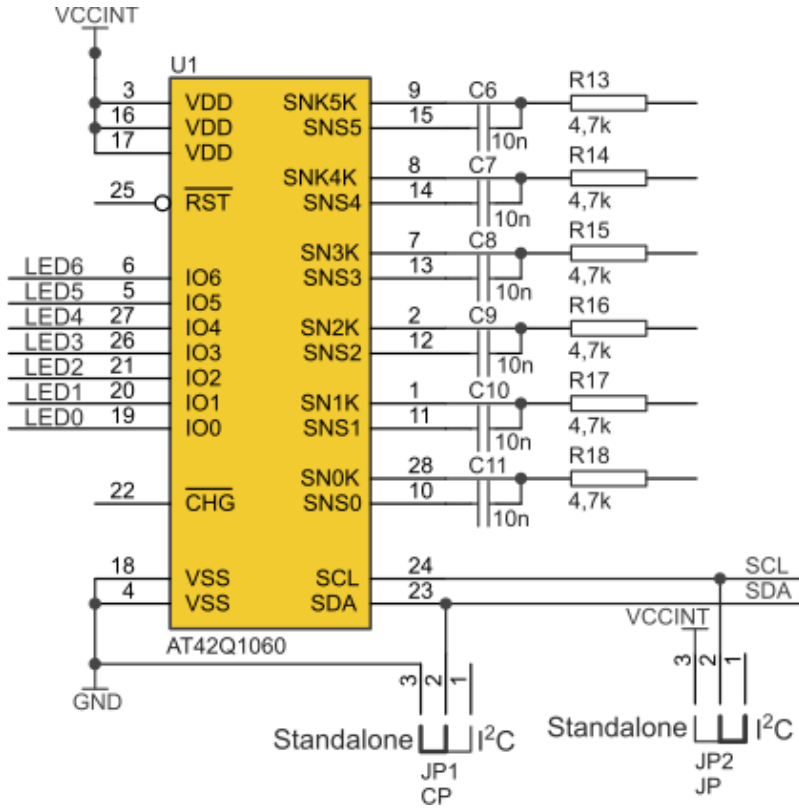 VCCINT
U1
3 VDD SNK5K 9 C6 R13
16 VDD SNS5 15 10n 4,7k
17 VDD
SNK4K 8 C7 R14
25 RST SNS4 14 10n 4,7k
SN3K 7 C8 R15
LED6 6 IO6 SNS3 13 10n 4,7k
LED5 5 IO5
LED4 27 IO4 SN2K 2 C9 R16
LED3 26 IO3 SNS2 12 10n 4,7k
LED2 21 IO2
LED1 20 IO1 SN1K 1 C10 R17
LED0 19 IO0 SNS1 11 10n 4,7k
SN0K 28 C11 R18
22 CHG SNS0 10 10n 4,7k
18 VSS SCL 24 SCL
4 VSS SDA 23 SDA
AT42Q1060
VCCINT
GND
3 2 1
3 2 1
Standalone I²C
JP1
CP
Standalone I²C
JP2
JP